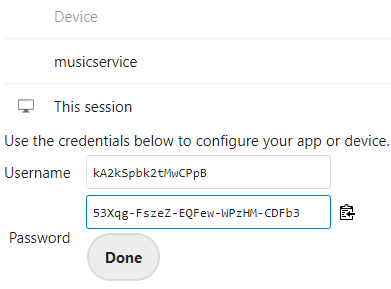 Device
musicservice
This session
Use the credentials below to configure your app or device.
Username kA2kSpbk2tMwCPpB
53Xqg-FszeZ-EQFew-WPzHM-CDFb3
Password
Done